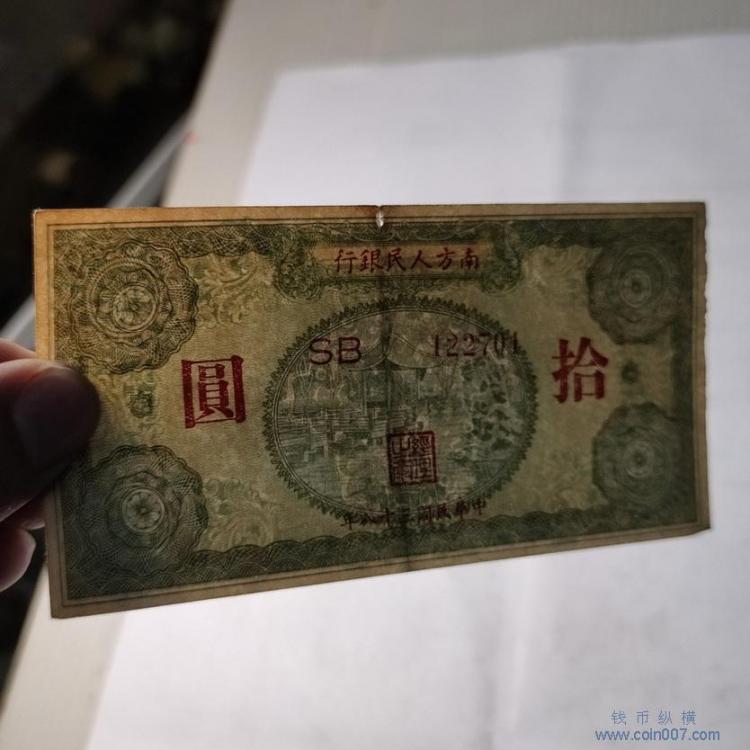 南方人民銀行
SB 122701
拾圓
中華民國三十八年
钱币纵横
www.coin007.com